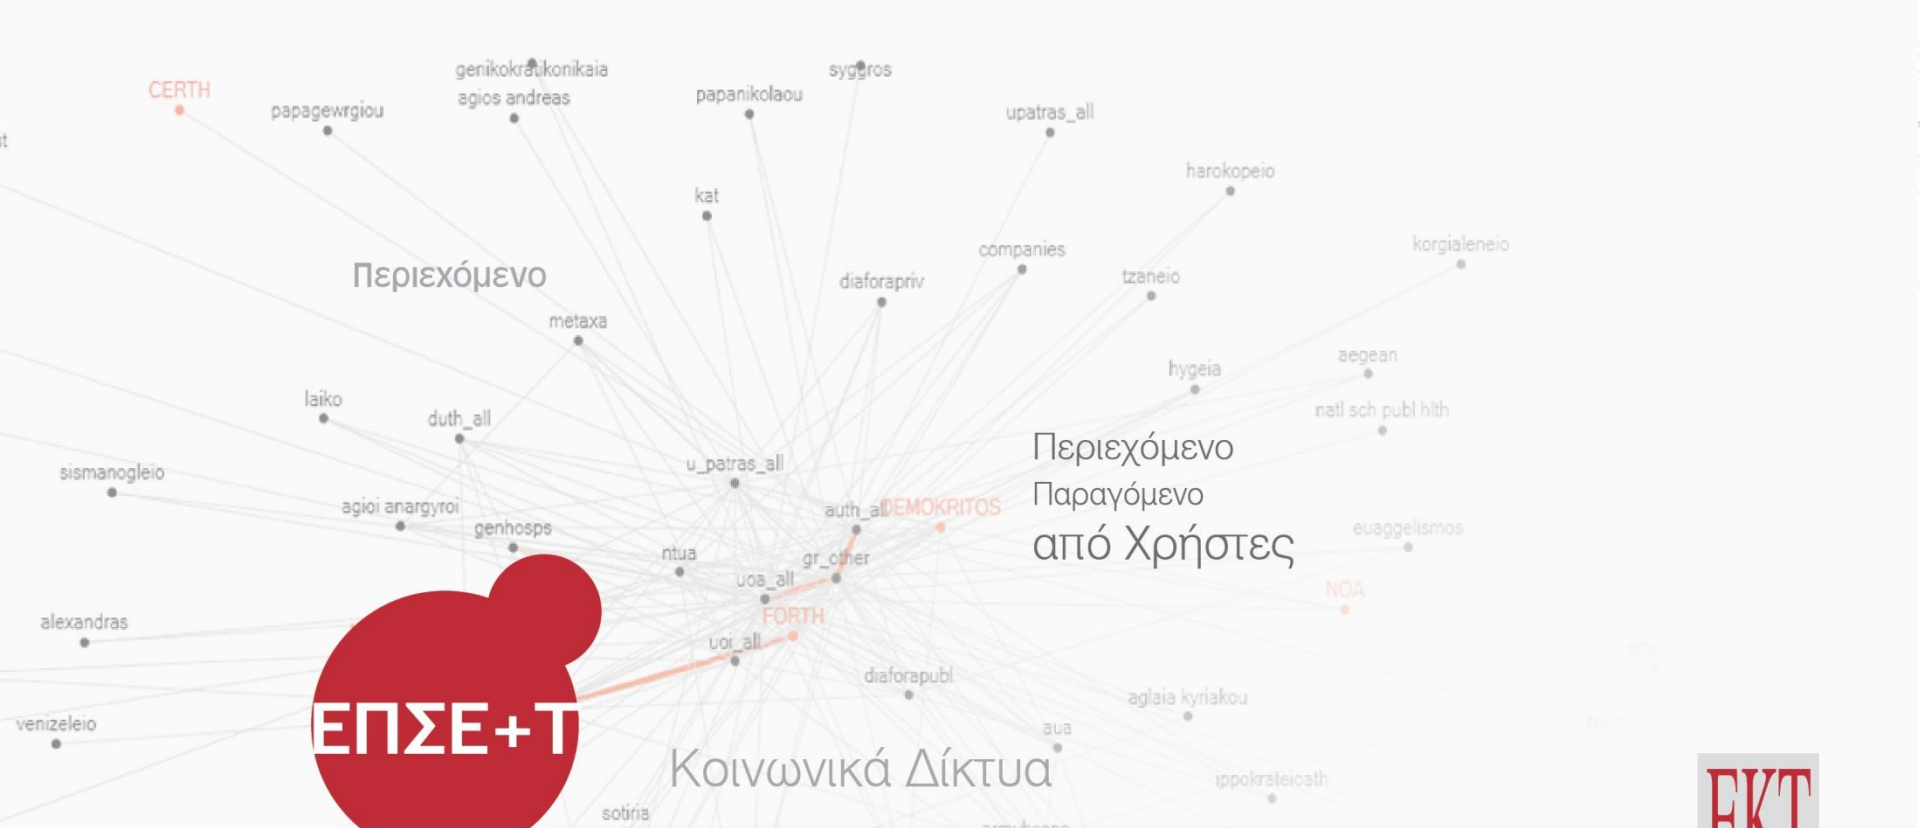 genikokratikonikaia
syggros
CERTH
agios andreas
papanikolaou
papagewrgiou
upatras_all
harokopeio
kat
korgialeneio
companies
Περιεχόμενο
tzaneio
diaforapriv
metaxa
aegean
hygeia
laiko
natl sch publ hlth
duth_all
Περιεχόμενο
u_patras_all
sismanogleio
Παραγόμενο
agioi anargyroi
auth_all
DEMOKRITOS
genhosps
euaggelismos
από Χρήστες
ntua
gr_other
uoa_all
NOA
FORTH
alexandras
uoi_all
diaforapubl
aglaia kyriakou
venizeleio
ΕΠΣΕ+Τ
aua
Κοινωνικά Δίκτυα
ippokrateioath
sotiria
ΕΚΤ